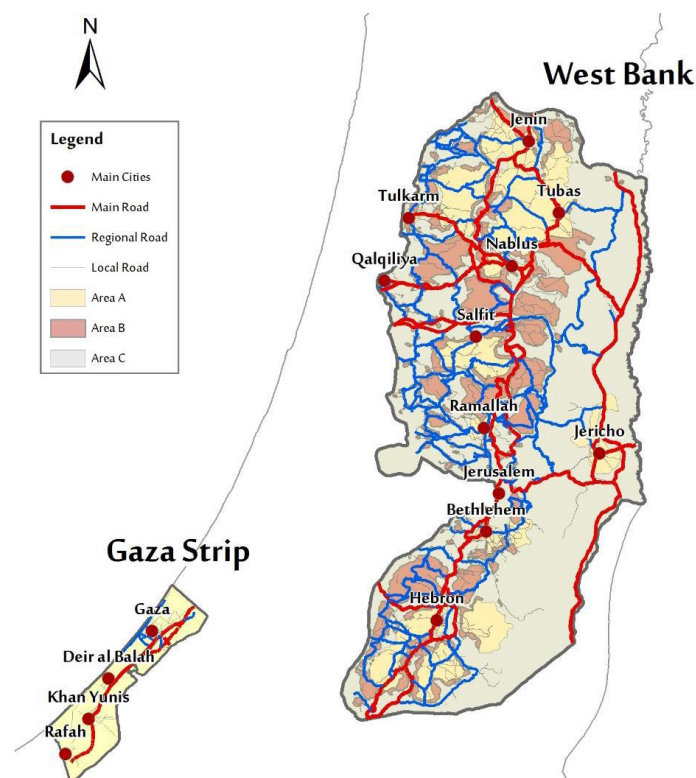 N
West Bank
Legend
Main Cities
Main Road
Regional Road
Local Road
Area A
Area B
Area C
Jenin
Tulkarm
Tubas
Nablus
Qalqiliya
Salfit
Ramallah
Jericho
Jerusalem
Bethlehem
Hebron
Gaza Strip
Gaza
Deir al Balah
Khan Yunis
Rafah